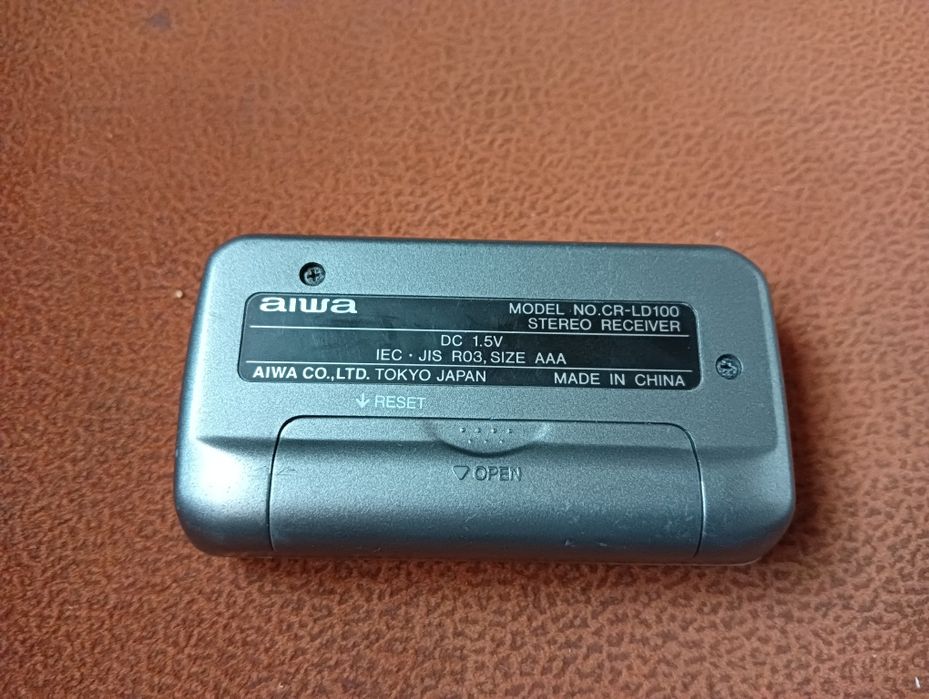 aiwa
MODEL NO.CR-LD100
STEREO RECEIVER
DC 1.5V
IEC · JIS R03, SIZE AAA
AIWA CO.,LTD. TOKYO JAPAN MADE IN CHINA
↓ RESET
▽ OPEN